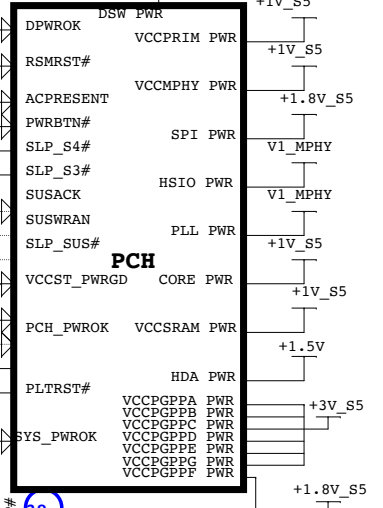 +1V_S5
DSW PWR
DPWROK
VCCPRIM PWR
+1V_S5
RSMRST#
VCCMPHY PWR
+1.8V_S5
ACPRESENT
PWRBTN#
SPI PWR
V1_MPHY
SLP_S4#
SLP_S3#
HSIO PWR
V1_MPHY
SUSACK
SUSWRAN
PLL PWR
+1V_S5
SLP_SUS#
PCH
VCCST_PWRGD
CORE PWR
+1V_S5
PCH_PWROK
VCCSRAM PWR
+1.5V
HDA PWR
PLTRST#
VCCPGPPA PWR
+3V_S5
VCCPGPPB PWR
VCCPGPPC PWR
VCCPGPPD PWR
SYS_PWROK
VCCPGPPE PWR
VCCPGPPG PWR
VCCPGPPF PWR
+1.8V_S5
#